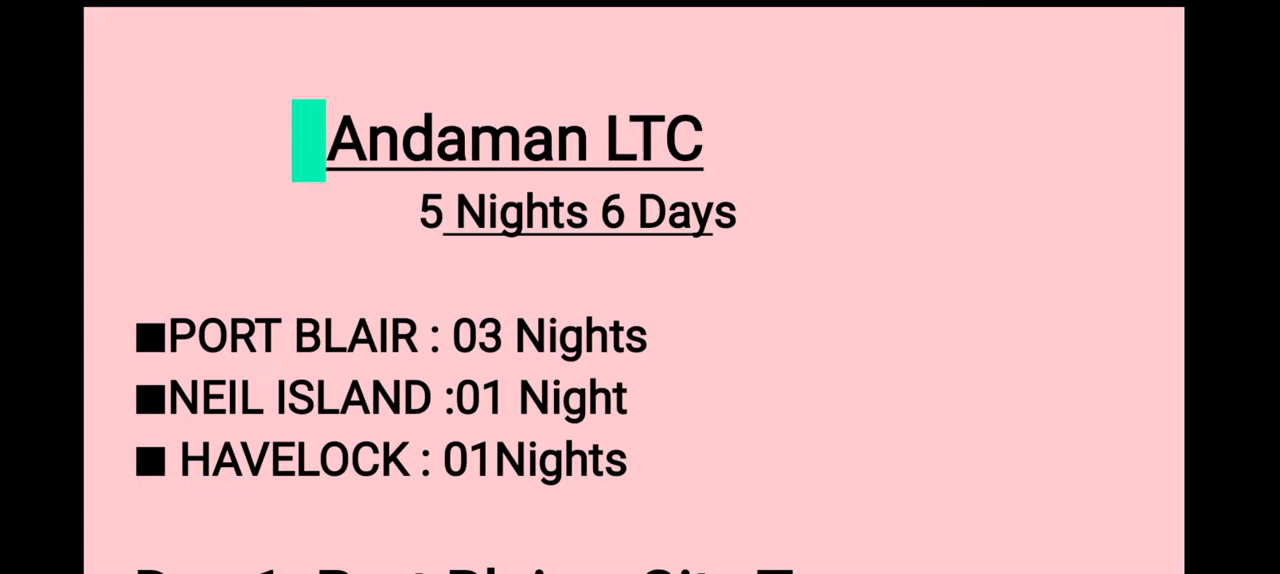 Andaman LTC
5 Nights 6 Days
■PORT BLAIR : 03 Nights
■NEIL ISLAND :01 Night
■ HAVELOCK : 01Nights